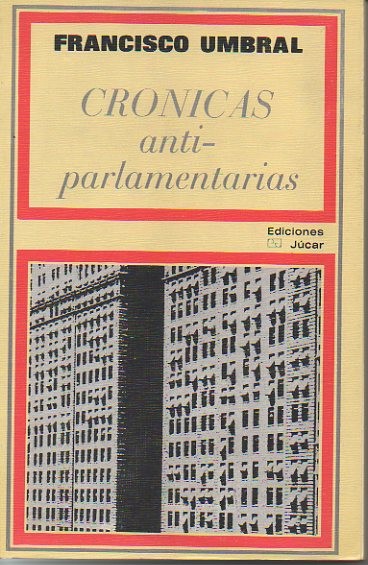 FRANCISCO UMBRAL
CRONICAS
anti-
parlamentarias
Ediciones
Júcar